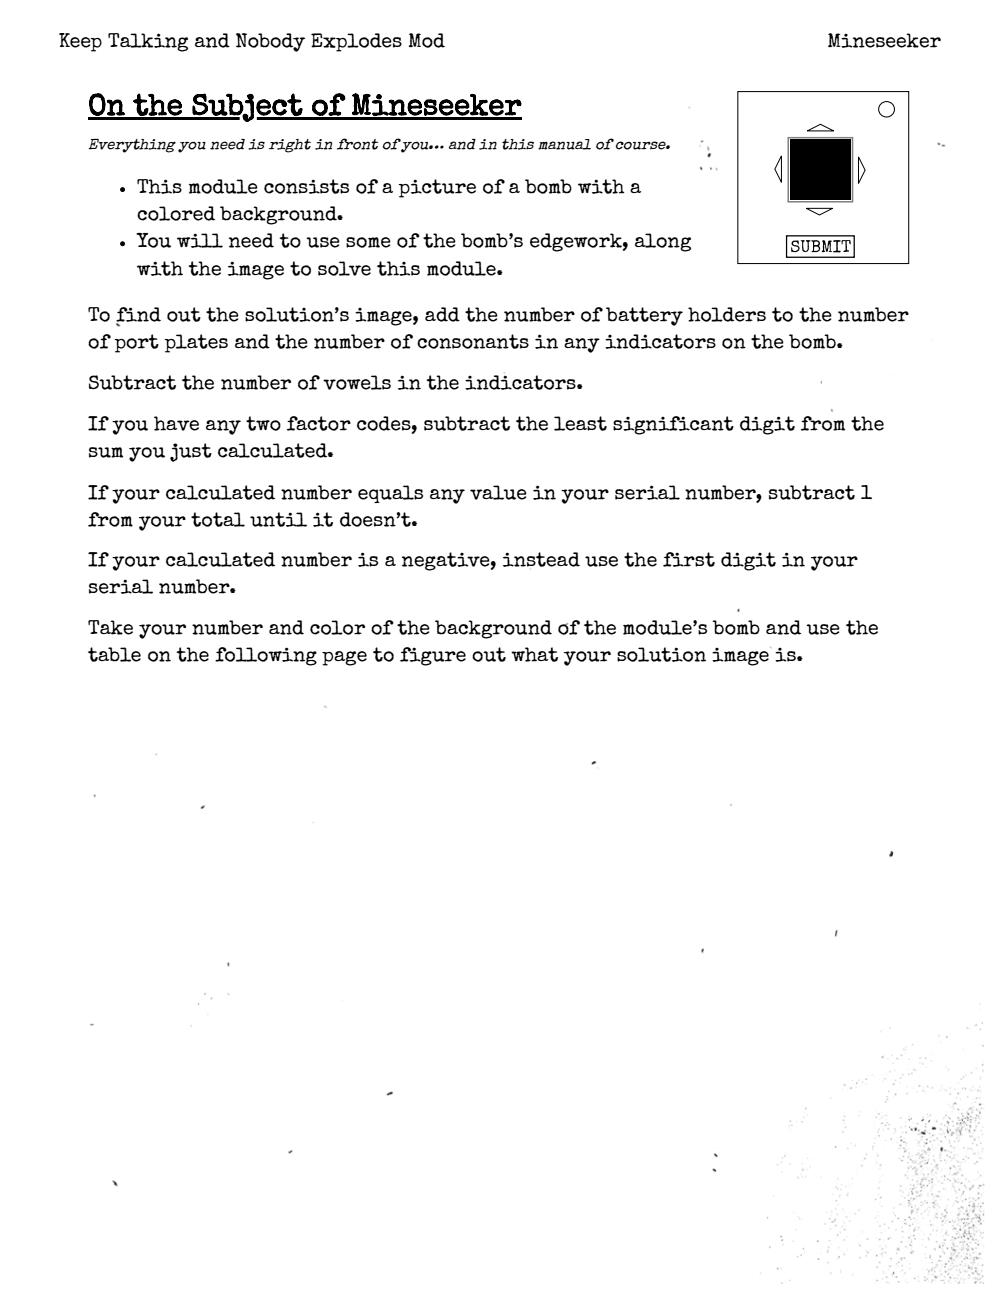 Keep Talking and Nobody Explodes Mod
Mineseeker
On the Subject of Mineseeker
Everything you need is right in front of you... and in this manual of course.
• This module consists of a picture of a bomb with a
colored background.
• You will need to use some of the bomb's edgework, along
with the image to solve this module.
SUBMIT
To find out the solution's image, add the number of battery holders to the number
of port plates and the number of consonants in any indicators on the bomb.
Subtract the number of vowels in the indicators.
If you have any two factor codes, subtract the least significant digit from the
sum you just calculated.
If your calculated number equals any value in your serial number, subtract 1
from your total until it doesn't.
If your calculated number is a negative, instead use the first digit in your
serial number.
Take your number and color of the background of the module's bomb and use the
table on the following page to figure out what your solution image is.